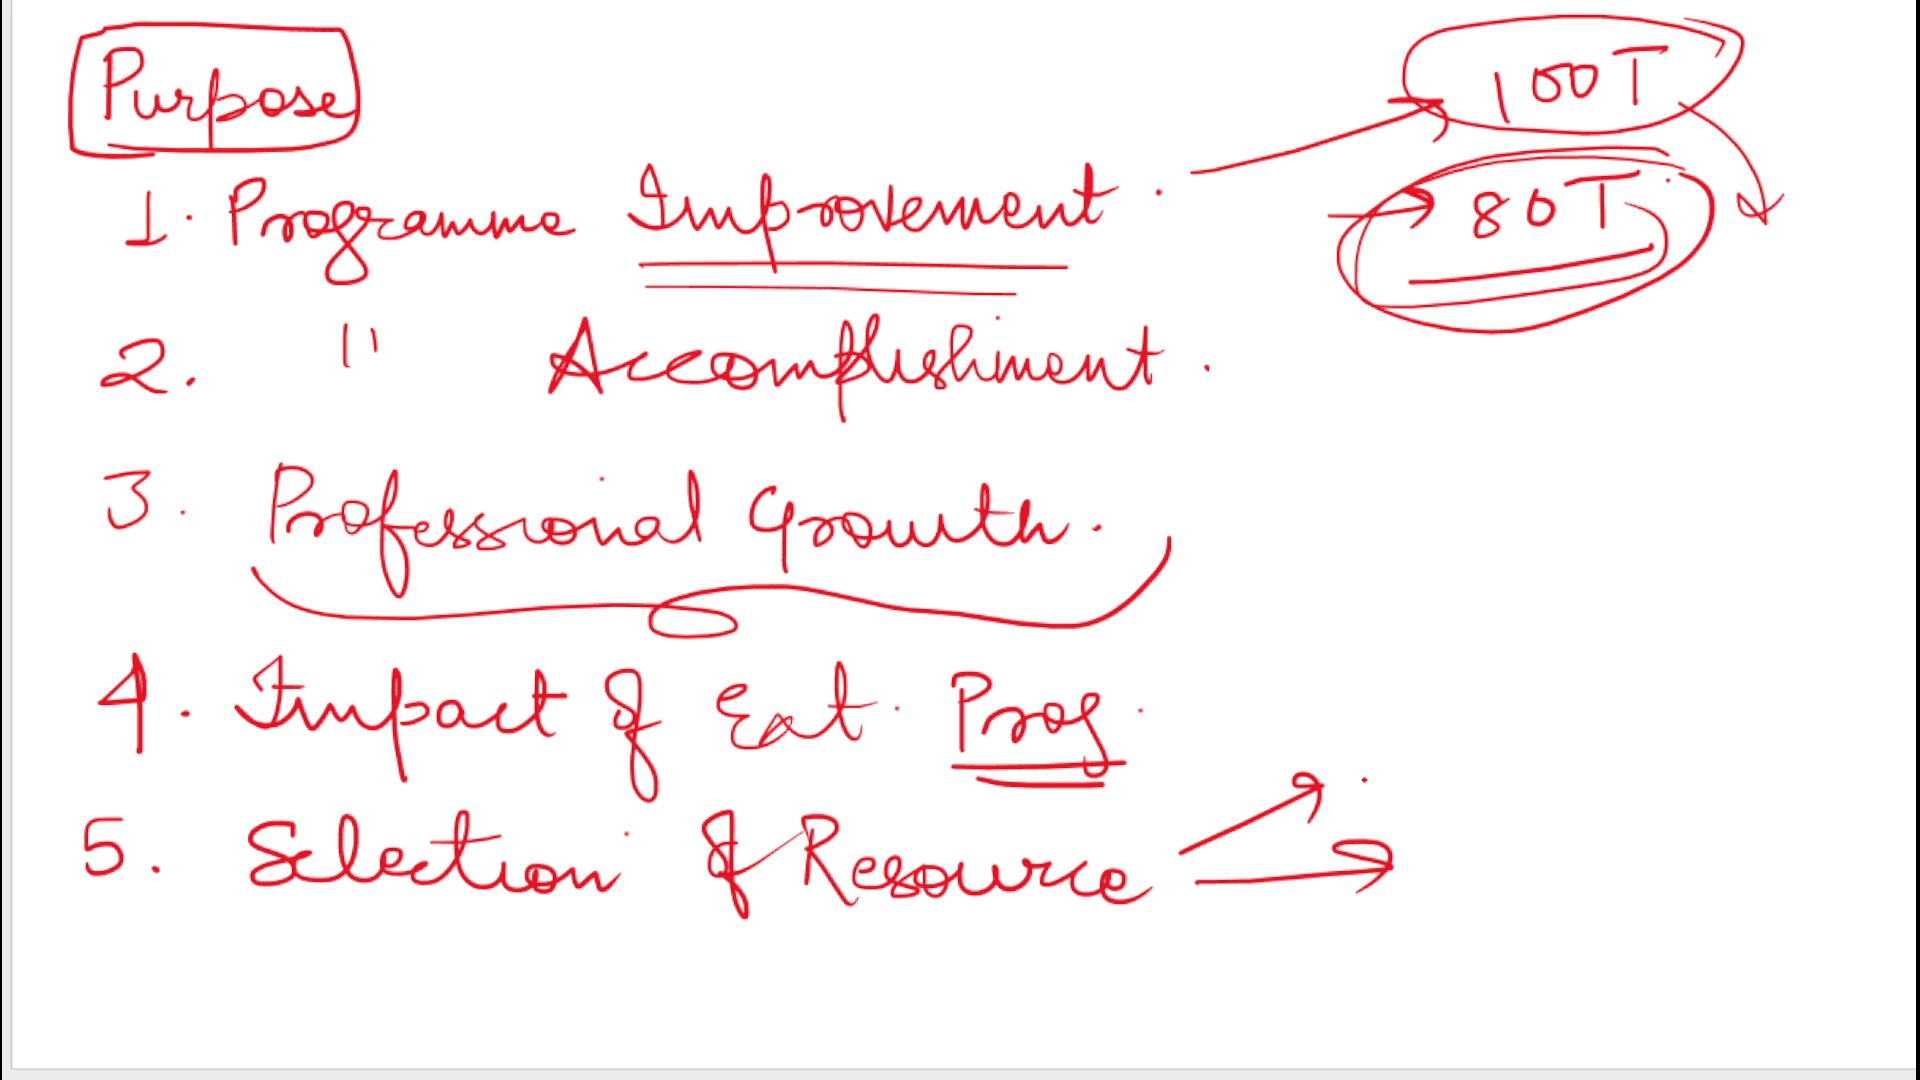 Purpose
100T
1. Programme Improvement.
80T
2. " Accomplishment.
3. Professional Growth.
4. Impact of Ext. Prog.
5. Selection of Resource